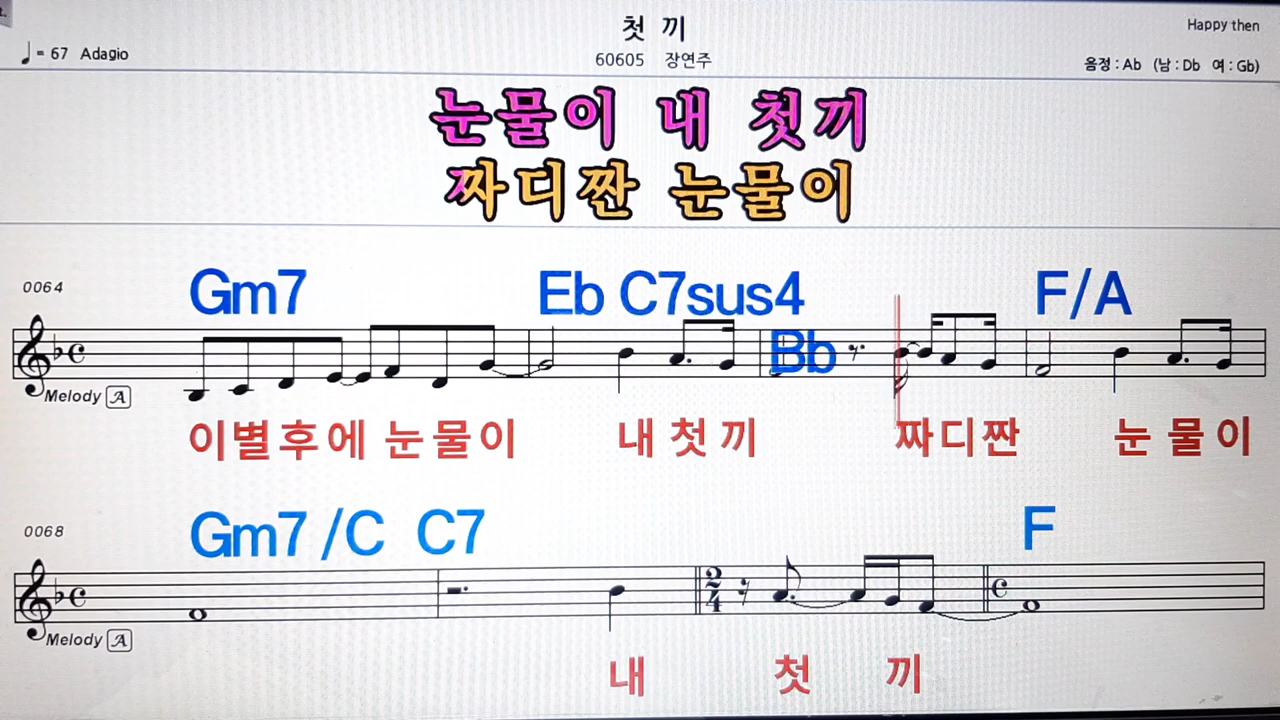 첫 끼
Happy then
♩ = 67 Adagio
60605 장연주
음정 : Ab (남 : Db 여 : Gb)
눈물이 내 첫끼
짜디짠 눈물이
0064
Gm7 Eb C7sus4 Bb F/A
Melody A
이별후에 눈물이 내 첫 끼 짜디짠 눈 물 이
0068
Gm7 /C C7 F
2/4
Melody A
내 첫 끼